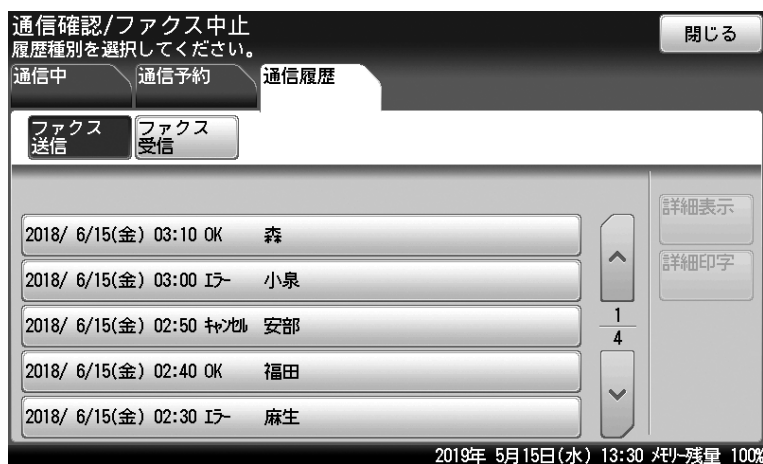 通信確認/ファクス中止
履歴種別を選択してください。
閉じる
通信中
通信予約
通信履歴
ファクス
送信
ファクス
受信
詳細表示
詳細印字
2018/ 6/15(金) 03:10 OK 森
2018/ 6/15(金) 03:00 ｴﾗｰ 小泉
2018/ 6/15(金) 02:50 ｷｬﾝｾﾙ 安部
2018/ 6/15(金) 02:40 OK 福田
2018/ 6/15(金) 02:30 ｴﾗｰ 麻生
1
4
2019年 5月15日(水) 13:30 ﾒﾓﾘｰ残量 100%